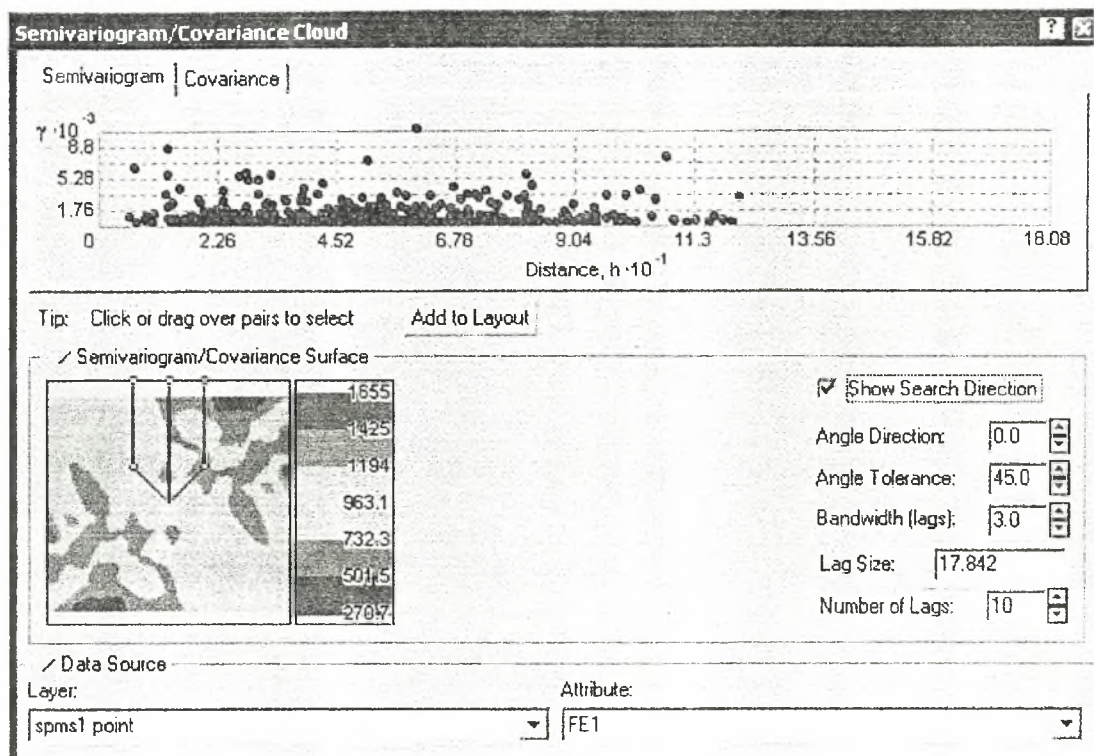 Semivariogram/Covariance Cloud
Semivariogram Covariance
γ ·10⁻³
8.8
5.28
1.76
0 2.26 4.52 6.78 9.04 11.3 13.56 15.82 18.08
Distance, h ·10⁻¹
Tip: Click or drag over pairs to select Add to Layout
Semivariogram/Covariance Surface
1655
1425
1194
963.1
732.3
501.5
270.7
Show Search Direction
Angle Direction: 0.0
Angle Tolerance: 45.0
Bandwidth (lags): 3.0
Lag Size: 17.842
Number of Lags: 10
Data Source
Layer: Attribute:
spms1 point FE1